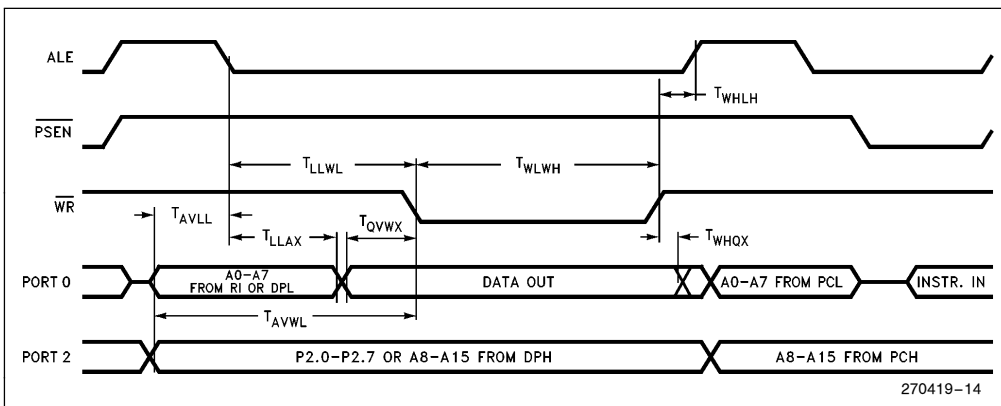 ALE
T_WHLH
PSEN
T_LLWL
T_WLWH
WR
T_AVLL
T_LLAX
T_QVWX
T_WHQX
PORT 0
A0-A7
FROM RI OR DPL
DATA OUT
A0-A7 FROM PCL
INSTR. IN
T_AVWL
PORT 2
P2.0-P2.7 OR A8-A15 FROM DPH
A8-A15 FROM PCH
270419-14